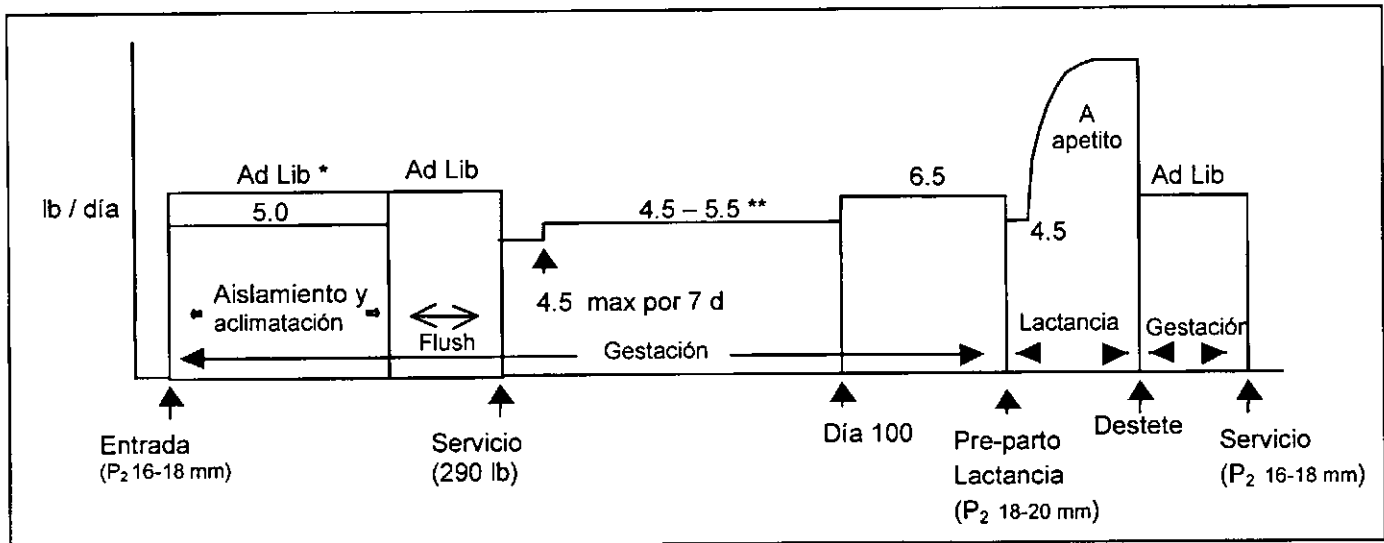 lb / día
Ad Lib *
5.0
Aislamiento y
aclimatación
Ad Lib
Flush
Gestación
4.5 – 5.5 **
4.5 max por 7 d
6.5
4.5
A
apetito
Lactancia
Ad Lib
Gestación
Entrada
(P₂ 16-18 mm)
Servicio
(290 lb)
Día 100
Pre-parto
Lactancia
(P₂ 18-20 mm)
Destete
Servicio
(P₂ 16-18 mm)